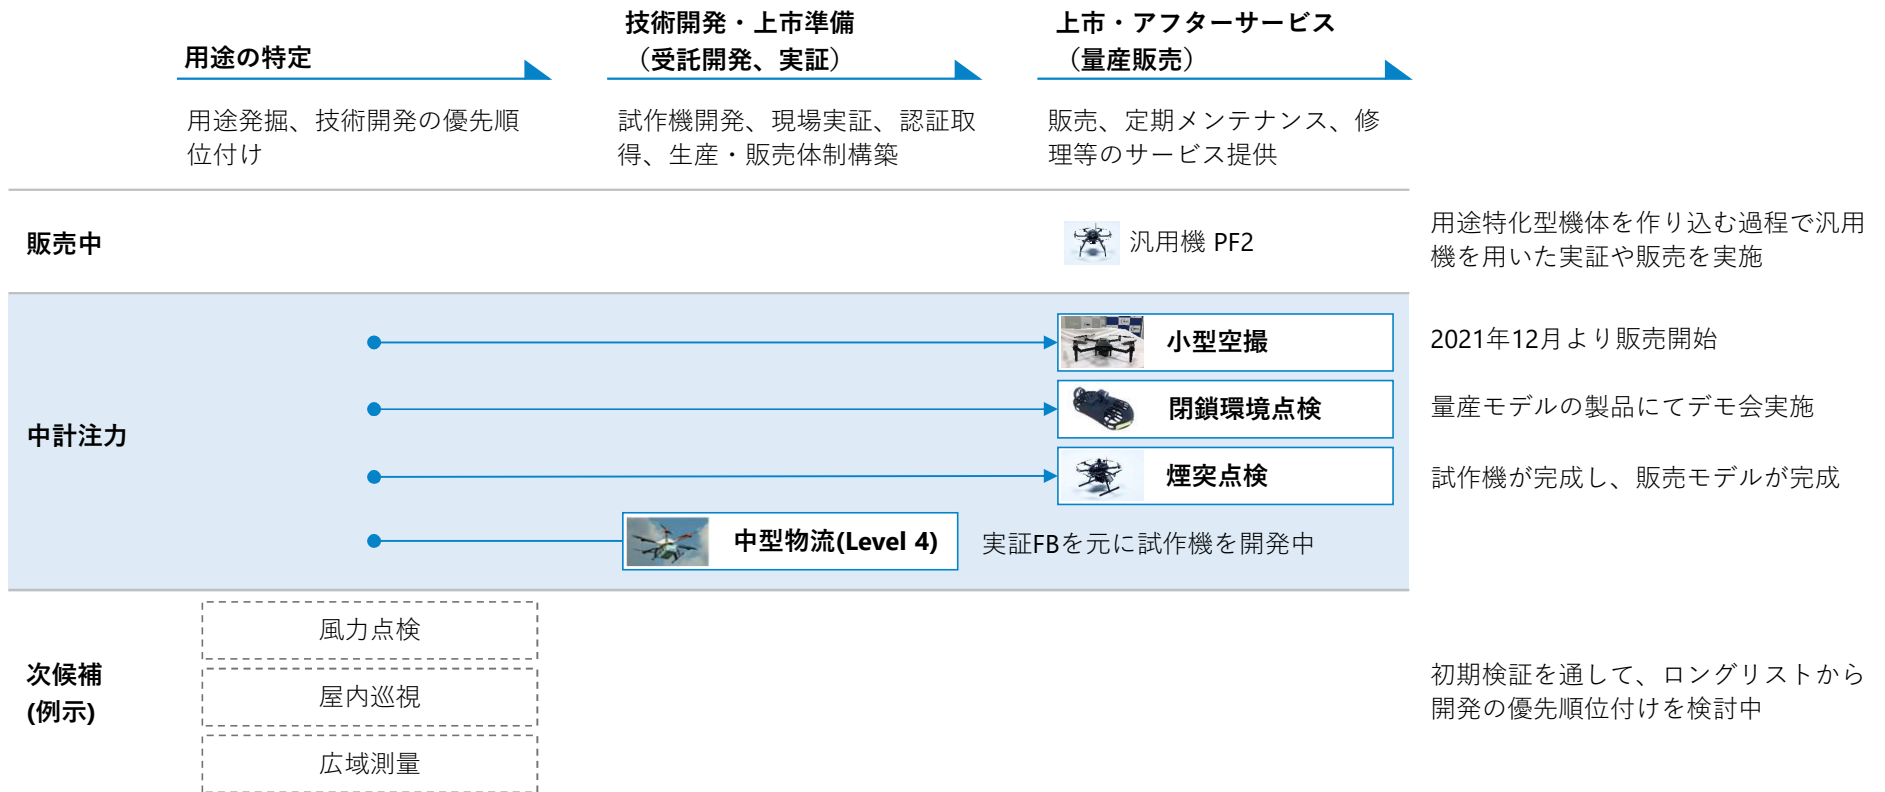 用途の特定
技術開発・上市準備
（受託開発、実証）
上市・アフターサービス
（量産販売）
用途発掘、技術開発の優先順
位付け
試作機開発、現場実証、認証取
得、生産・販売体制構築
販売、定期メンテナンス、修
理等のサービス提供
販売中
汎用機 PF2
用途特化型機体を作り込む過程で汎用
機を用いた実証や販売を実施
中計注力
小型空撮
2021年12月より販売開始
閉鎖環境点検
量産モデルの製品にてデモ会実施
煙突点検
試作機が完成し、販売モデルが完成
中型物流(Level 4)
実証FBを元に試作機を開発中
次候補
(例示)
風力点検
屋内巡視
広域測量
初期検証を通して、ロングリストから
開発の優先順位付けを検討中